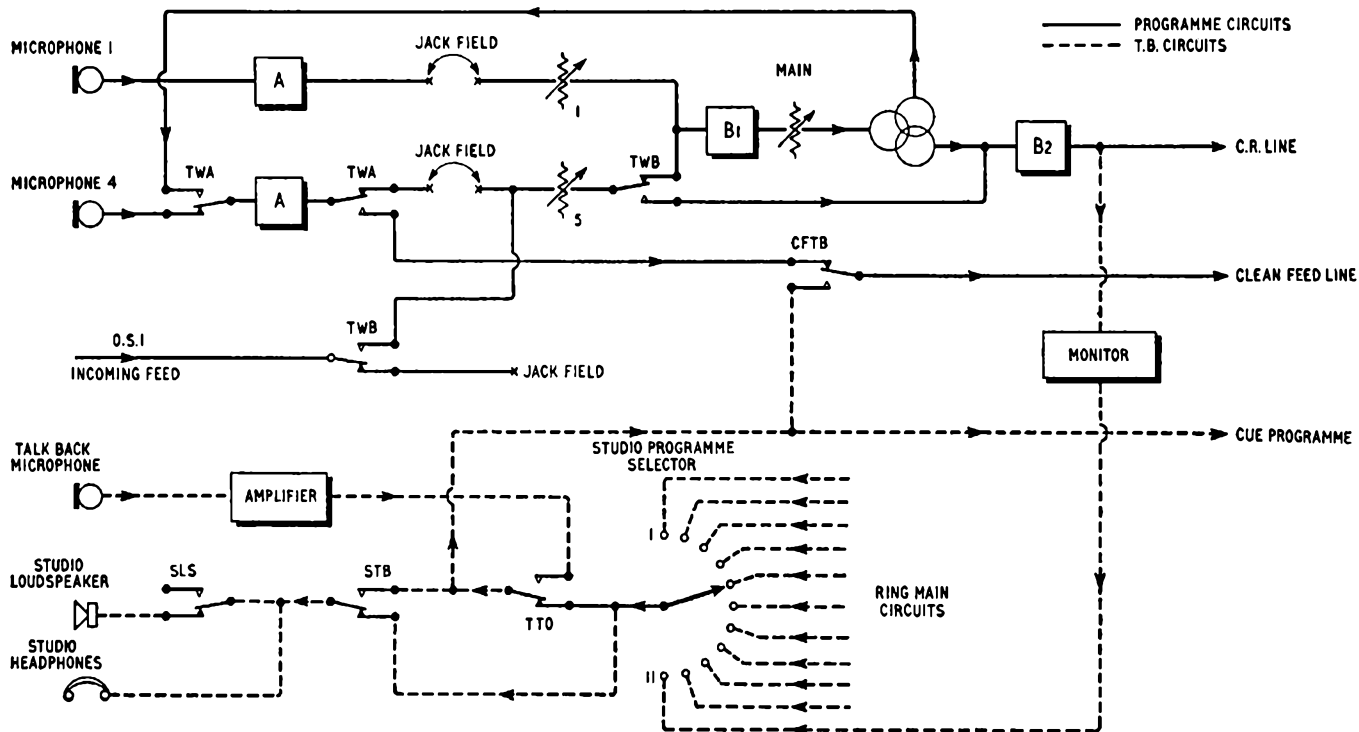 PROGRAMME CIRCUITS
T.B. CIRCUITS
MICROPHONE 1
A
JACK FIELD
1
MAIN
B1
B2
C.R. LINE
MICROPHONE 4
TWA
A
TWA
JACK FIELD
5
TWB
CFTB
CLEAN FEED LINE
O.S.1
INCOMING FEED
TWB
JACK FIELD
MONITOR
TALK BACK
MICROPHONE
AMPLIFIER
STUDIO PROGRAMME
SELECTOR
CUE PROGRAMME
I
STUDIO
LOUDSPEAKER
SLS
STB
TTO
RING MAIN
CIRCUITS
STUDIO
HEADPHONES
II